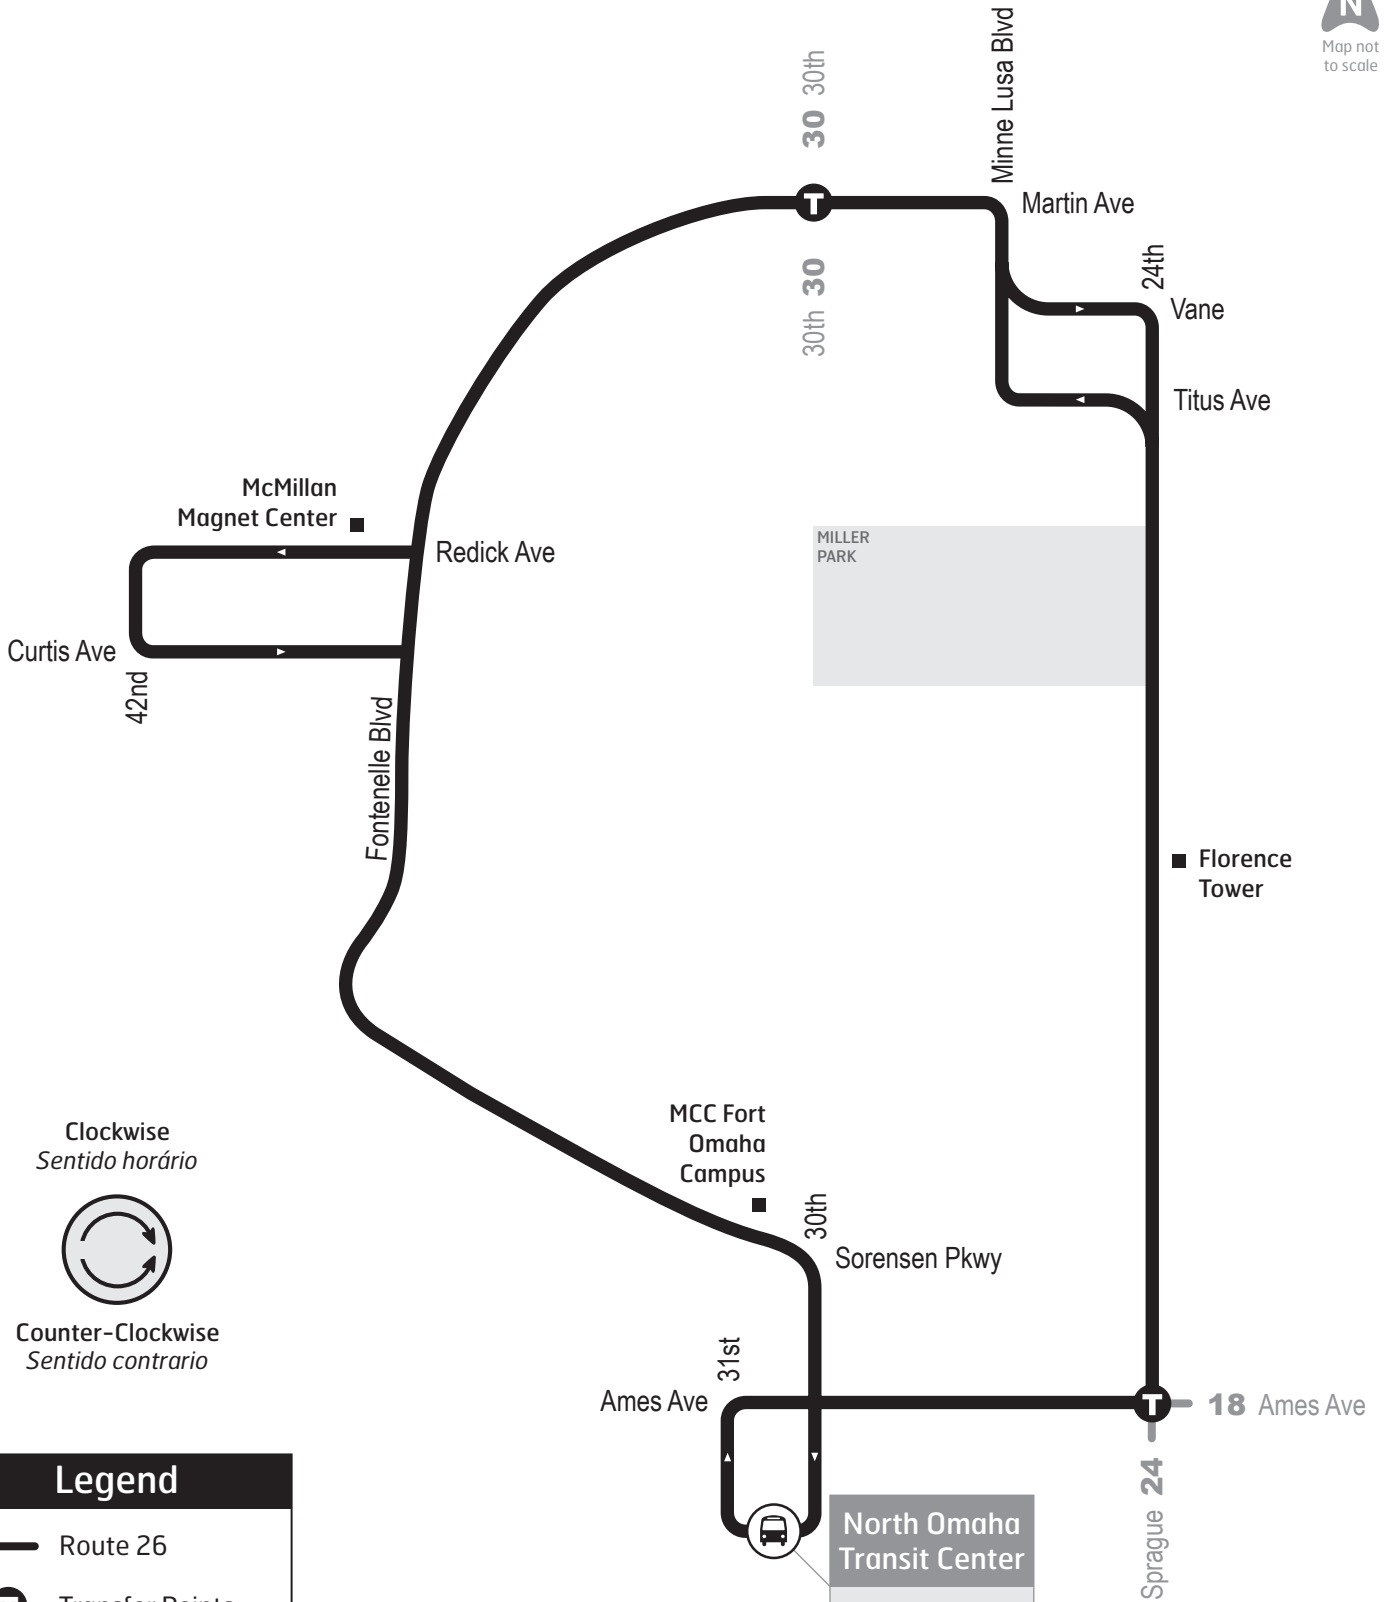 N
Map not
to scale
Minne Lusa Blvd
30 30th
T
Martin Ave
30th 30
24th
Vane
Titus Ave
McMillan
Magnet Center
Redick Ave
MILLER
PARK
Curtis Ave
42nd
Fontenelle Blvd
Florence
Tower
MCC Fort
Omaha
Campus
Clockwise
Sentido horário
30th
Sorensen Pkwy
Counter-Clockwise
Sentido contrario
31st
Ames Ave
T
18 Ames Ave
Sprague 24
Legend
Route 26
North Omaha
Transit Center
Transfer Points